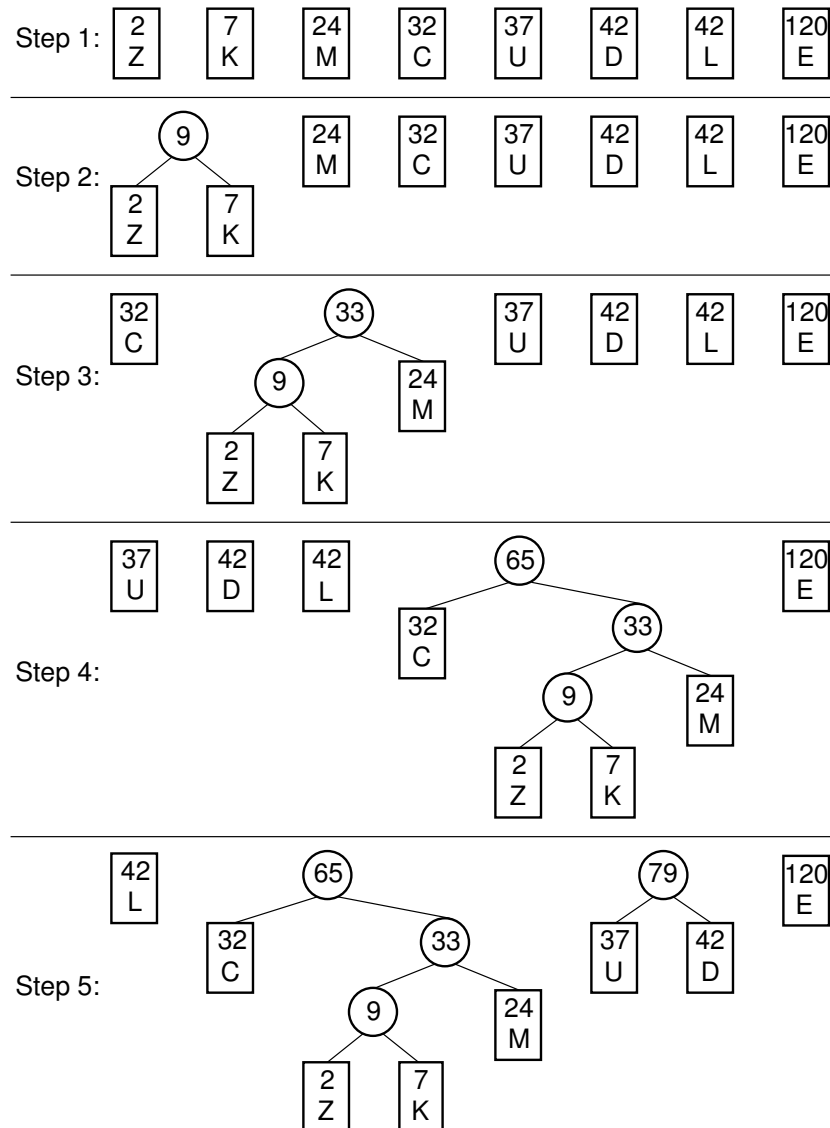 Step 1: 2 7 24 32 37 42 42 120
Z K M C U D L E
9 24 32 37 42 42 120
M C U D L E
Step 2:
2 7
Z K
32 33 37 42 42 120
C U D L E
Step 3: 9 24
M
2 7
Z K
37 42 42 65 120
U D L E
32 33
C
Step 4: 9 24
M
2 7
Z K
42 65 79 120
L E
32 33 37 42
C U D
Step 5: 9 24
M
2 7
Z K